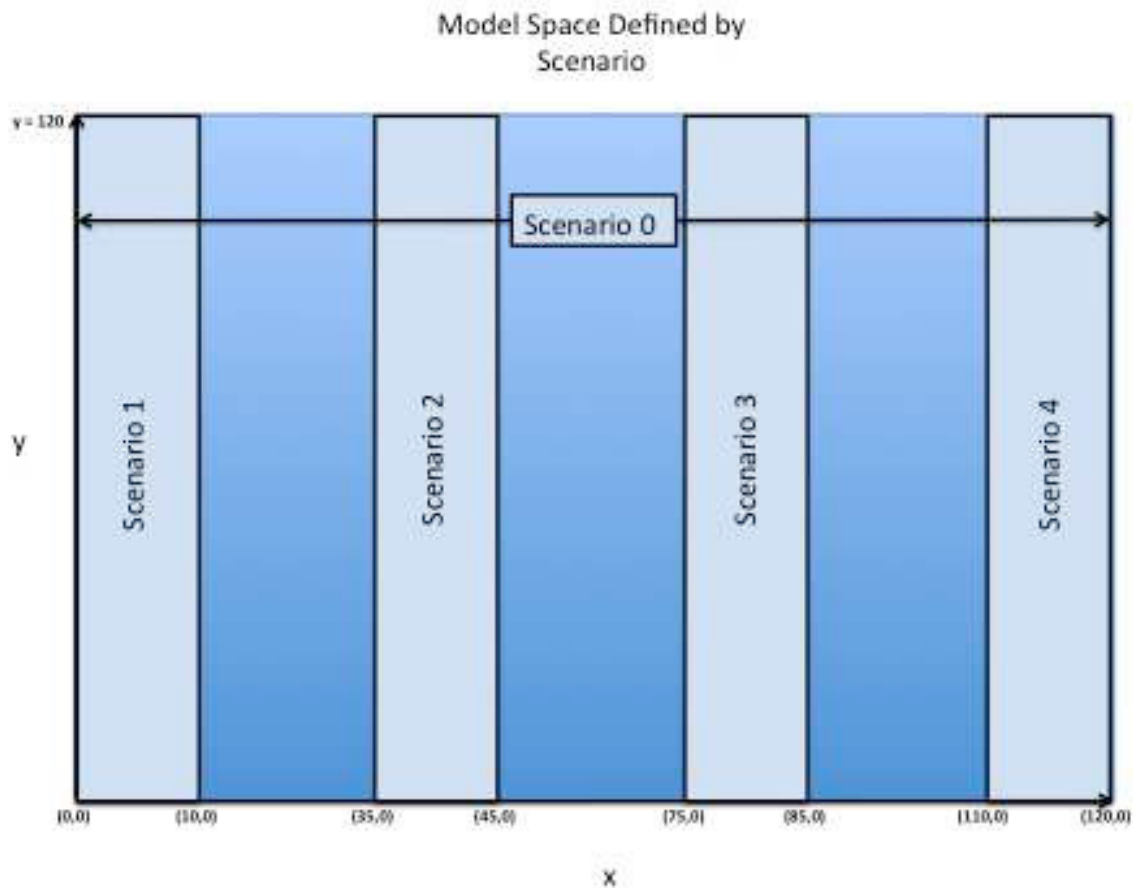 Model Space Defined by
Scenario
y = 120
Scenario 0
Scenario 1
Scenario 2
Scenario 3
Scenario 4
y
(0,0) (10,0) (35,0) (45,0) (75,0) (85,0) (110,0) (120,0)
x